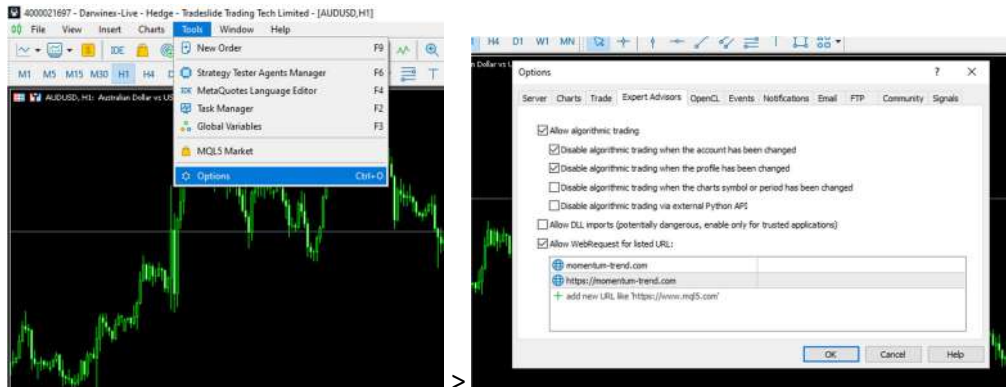 4000021697 - Darwinex-Live - Hedge - Tradeslide Trading Tech Limited - [AUDUSD,H1]
File View Insert Charts Tools Window Help
IDE
New Order F9
Strategy Tester Agents Manager F6
IDE MetaQuotes Language Editor F4
Task Manager F2
Global Variables F3
MQL5 Market
Options Ctrl+O
M1 M5 M15 M30 H1 H4
AUDUSD, H1: Australian Dollar vs US
>
H4 D1 W1 MN
Dollar vs
Options ? X
Server Charts Trade Expert Advisors OpenCL Events Notifications Email FTP Community Signals
Allow algorithmic trading
Disable algorithmic trading when the account has been changed
Disable algorithmic trading when the profile has been changed
Disable algorithmic trading when the charts symbol or period has been changed
Disable algorithmic trading via external Python API
Allow DLL imports (potentially dangerous, enable only for trusted applications)
Allow WebRequest for listed URL:
momentum-trend.com
https://momentum-trend.com
+ add new URL like 'https://www.mql5.com'
OK Cancel Help